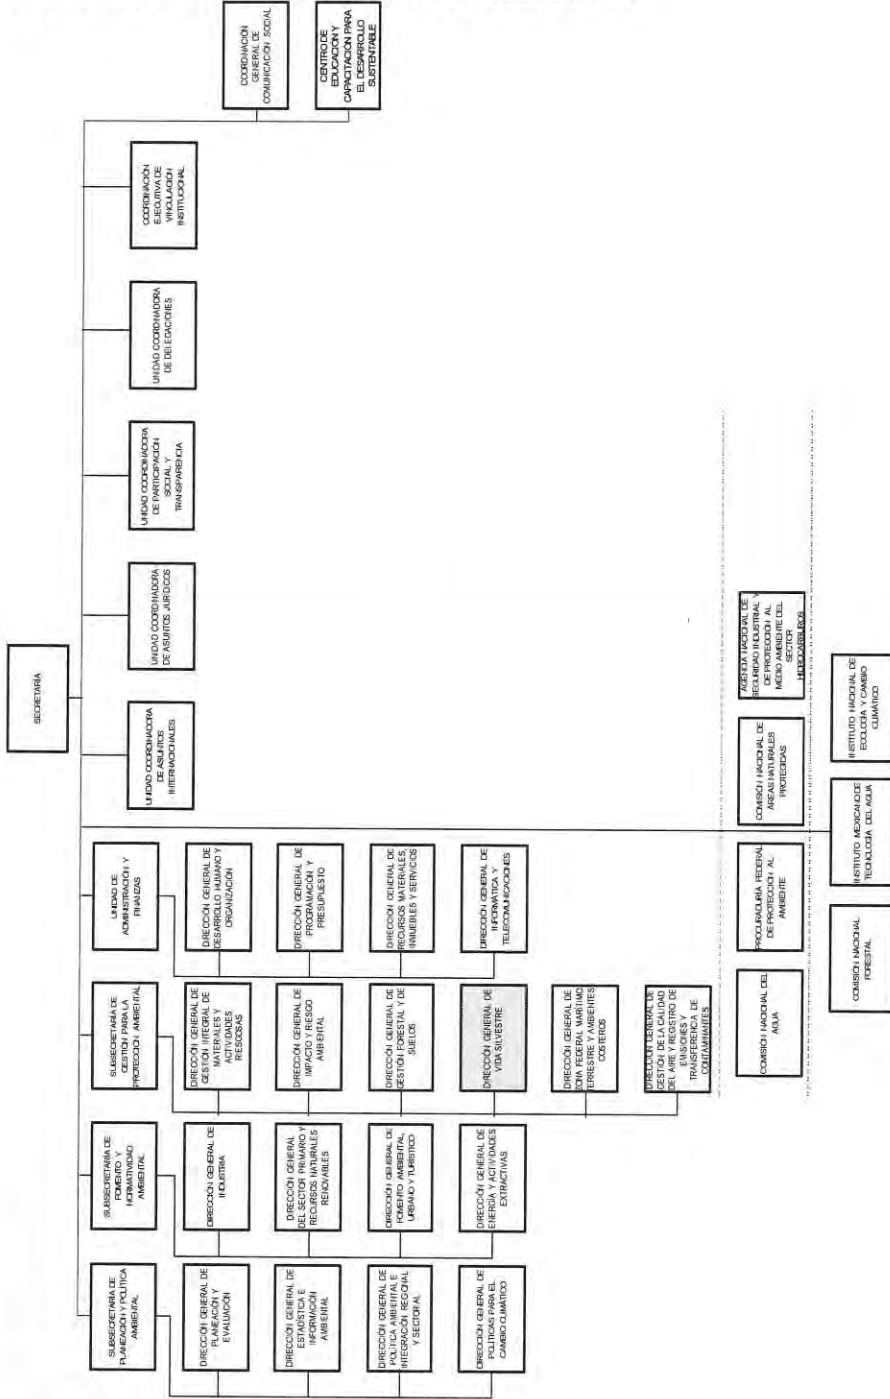 SECRETARÍA
COORDINACIÓN
GENERAL DE
COMUNICACIÓN SOCIAL
CENTRO DE
EDUCACIÓN Y
CAPACITACIÓN PARA
EL DESARROLLO
SUSTENTABLE
UNIDAD COORDINADORA
DE ASUNTOS
INTERNACIONALES
UNIDAD COORDINADORA
DE ASUNTOS JURÍDICOS
UNIDAD COORDINADORA
DE PARTICIPACIÓN
SOCIAL Y
TRANSPARENCIA
UNIDAD COORDINADORA
DE DELEGACIONES
COORDINACIÓN
EJECUTIVA DE
VINCULACIÓN
INSTITUCIONAL
SUBSECRETARÍA DE
PLANEACIÓN Y POLÍTICA
AMBIENTAL
DIRECCIÓN GENERAL DE
PLANEACIÓN Y
EVALUACIÓN
DIRECCIÓN GENERAL DE
ESTADÍSTICA E
INFORMACIÓN
AMBIENTAL
DIRECCIÓN GENERAL DE
POLÍTICA AMBIENTAL E
INTEGRACIÓN REGIONAL
Y SECTORIAL
DIRECCIÓN GENERAL DE
POLÍTICAS PARA EL
CAMBIO CLIMÁTICO
SUBSECRETARÍA DE
FOMENTO Y
NORMATIVIDAD
AMBIENTAL
DIRECCIÓN GENERAL DE
INDUSTRIA
DIRECCIÓN GENERAL
DEL SECTOR PRIMARIO Y
RECURSOS NATURALES
RENOVABLES
DIRECCIÓN GENERAL DE
FOMENTO AMBIENTAL,
URBANO Y TURÍSTICO
DIRECCIÓN GENERAL DE
ENERGÍA Y ACTIVIDADES
EXTRACTIVAS
SUBSECRETARÍA DE
GESTIÓN PARA LA
PROTECCIÓN AMBIENTAL
DIRECCIÓN GENERAL DE
GESTIÓN INTEGRAL DE
MATERIALES Y
ACTIVIDADES
RIESGOSAS
DIRECCIÓN GENERAL DE
IMPACTO Y RIESGO
AMBIENTAL
DIRECCIÓN GENERAL DE
GESTIÓN FORESTAL Y DE
SUELOS
DIRECCIÓN GENERAL DE
VIDA SILVESTRE
DIRECCIÓN GENERAL DE
ZONA FEDERAL MARÍTIMO
TERRESTRE Y AMBIENTES
COSTEROS
DIRECCIÓN GENERAL DE
GESTIÓN DE LA CALIDAD
DEL AIRE Y REGISTRO DE
EMISIONES Y
TRANSFERENCIA DE
CONTAMINANTES
UNIDAD DE
ADMINISTRACIÓN Y
FINANZAS
DIRECCIÓN GENERAL DE
DESARROLLO HUMANO Y
ORGANIZACIÓN
DIRECCIÓN GENERAL DE
PROGRAMACIÓN Y
PRESUPUESTO
DIRECCIÓN GENERAL DE
RECURSOS MATERIALES,
INMUEBLES Y SERVICIOS
DIRECCIÓN GENERAL DE
INFORMÁTICA Y
TELECOMUNICACIONES
COMISIÓN NACIONAL DEL
AGUA
PROCURADURÍA FEDERAL
DE PROTECCIÓN AL
AMBIENTE
COMISIÓN NACIONAL DE
ÁREAS NATURALES
PROTEGIDAS
AGENCIA NACIONAL DE
SEGURIDAD INDUSTRIAL Y
DE PROTECCIÓN AL
MEDIO AMBIENTE DEL
SECTOR
HIDROCARBUROS
COMISIÓN NACIONAL
FORESTAL
INSTITUTO MEXICANO DE
TECNOLOGÍA DEL AGUA
INSTITUTO NACIONAL DE
ECOLOGÍA Y CAMBIO
CLIMÁTICO